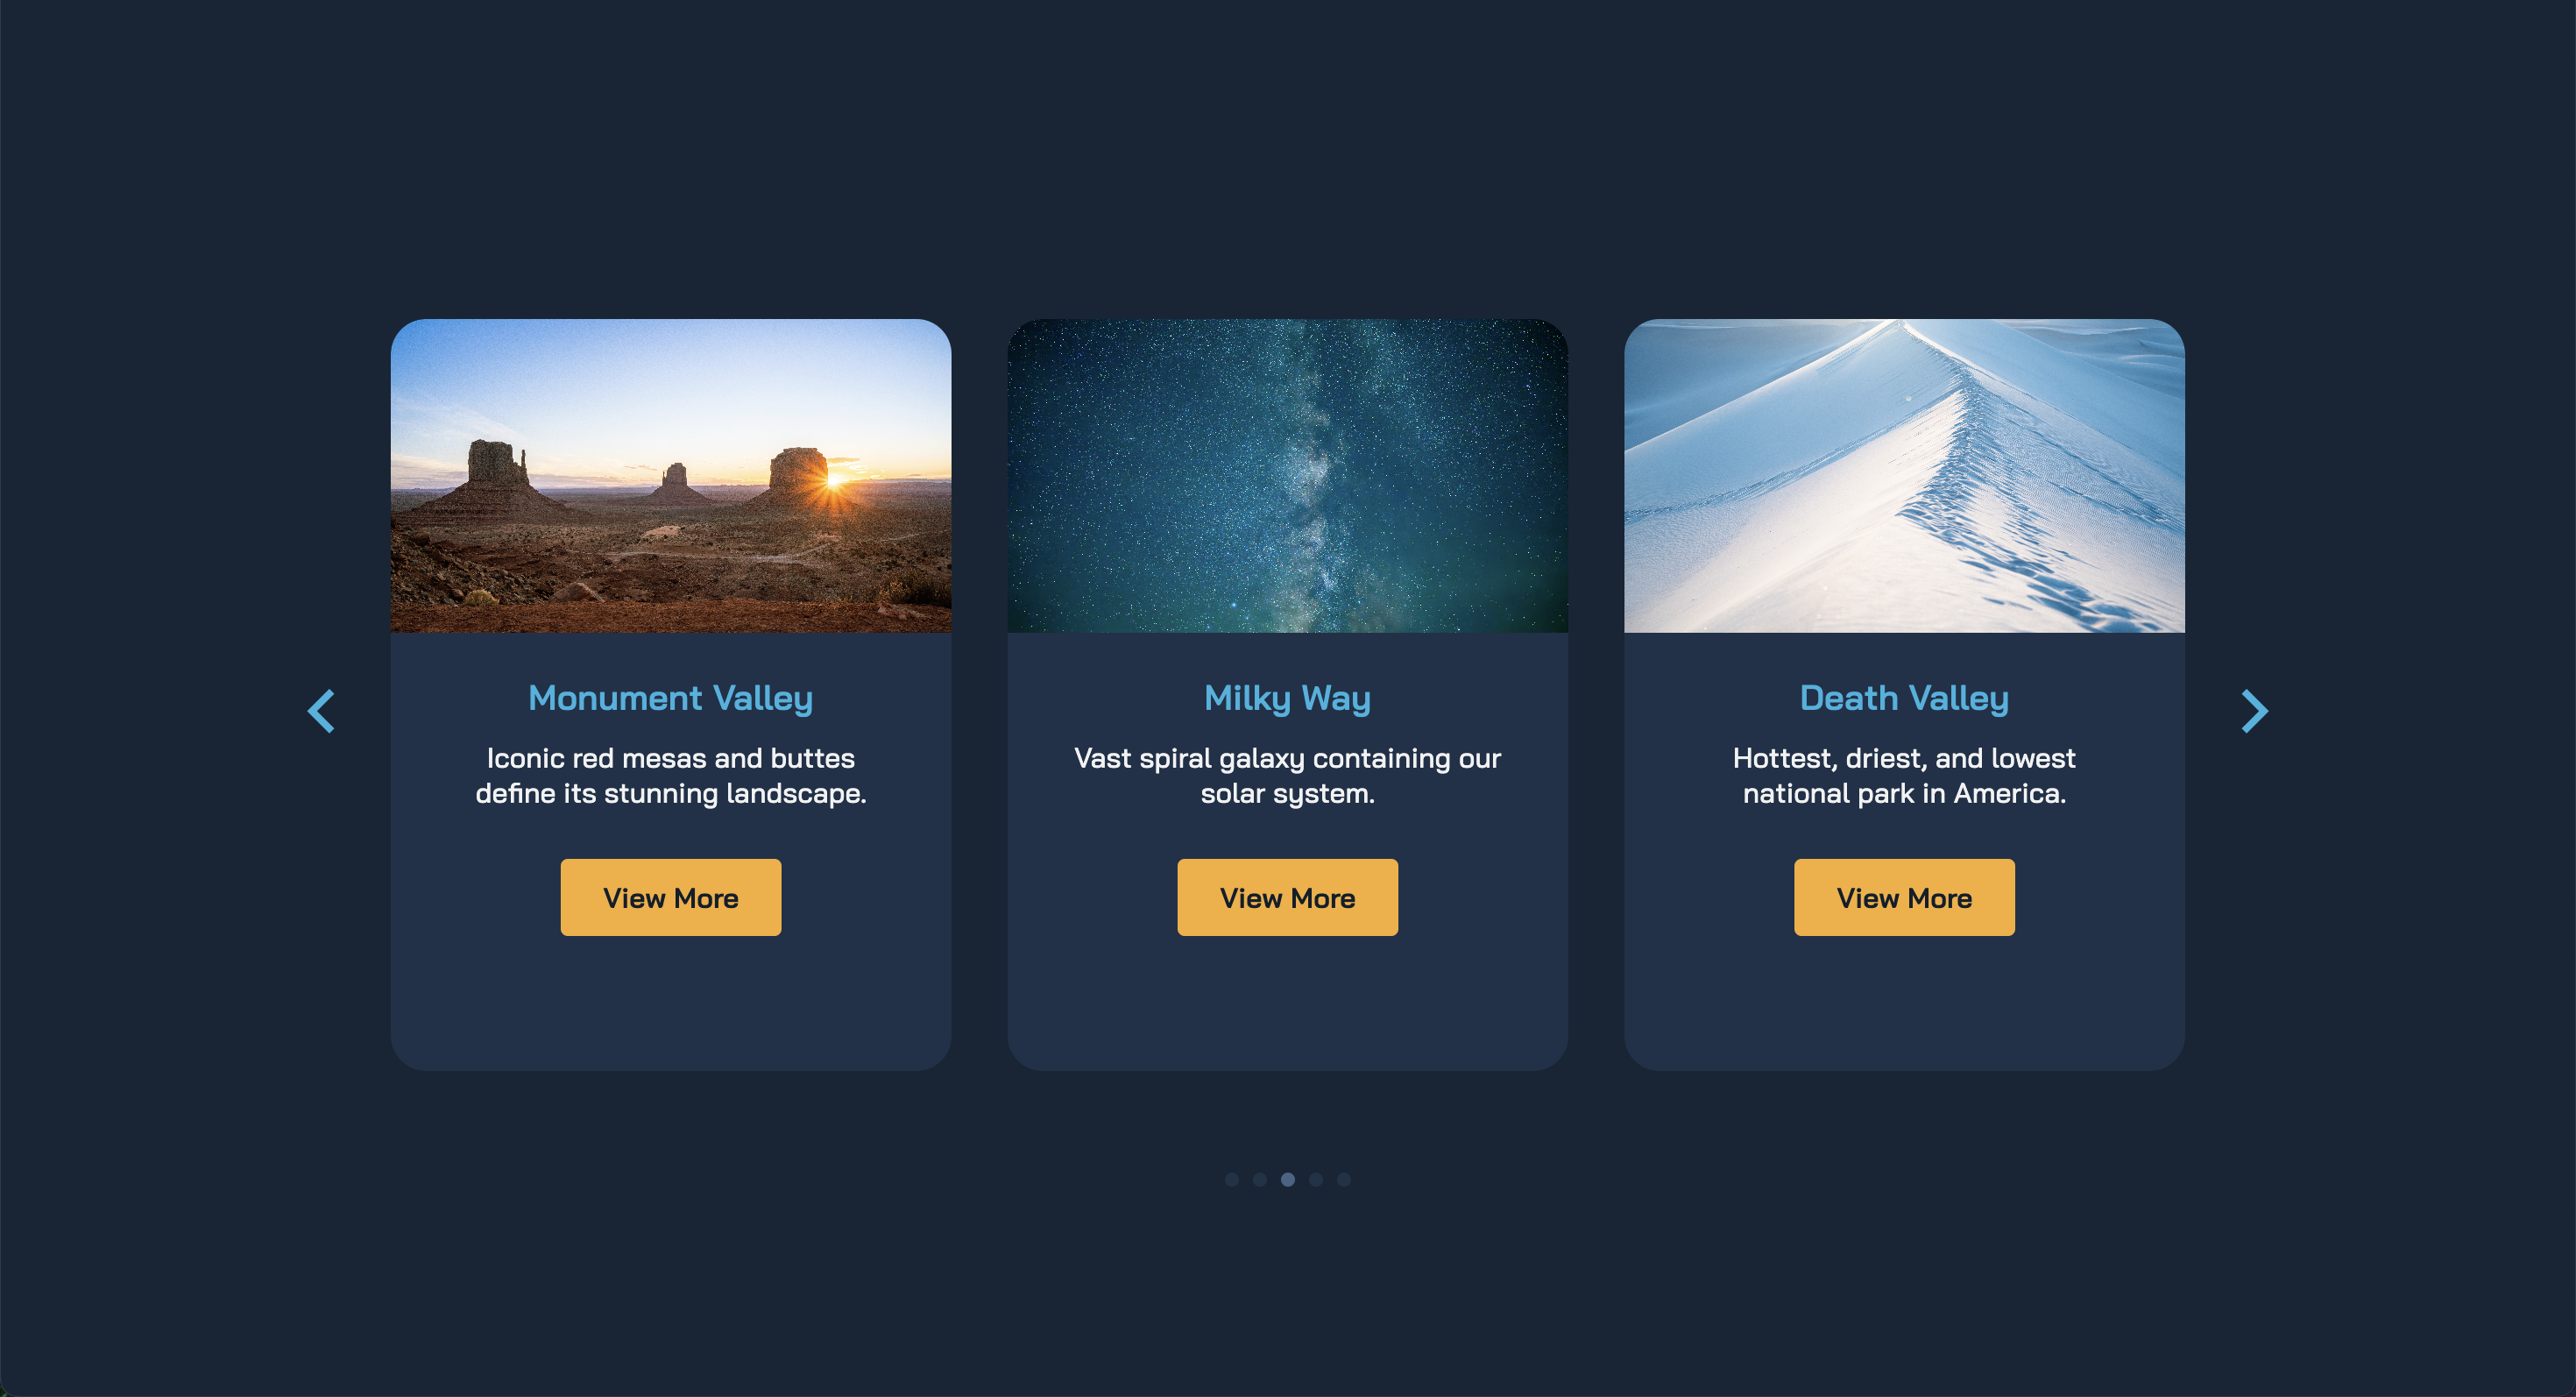 Monument Valley
Iconic red mesas and buttes
define its stunning landscape.
View More
Milky Way
Vast spiral galaxy containing our
solar system.
View More
Death Valley
Hottest, driest, and lowest
national park in America.
View More